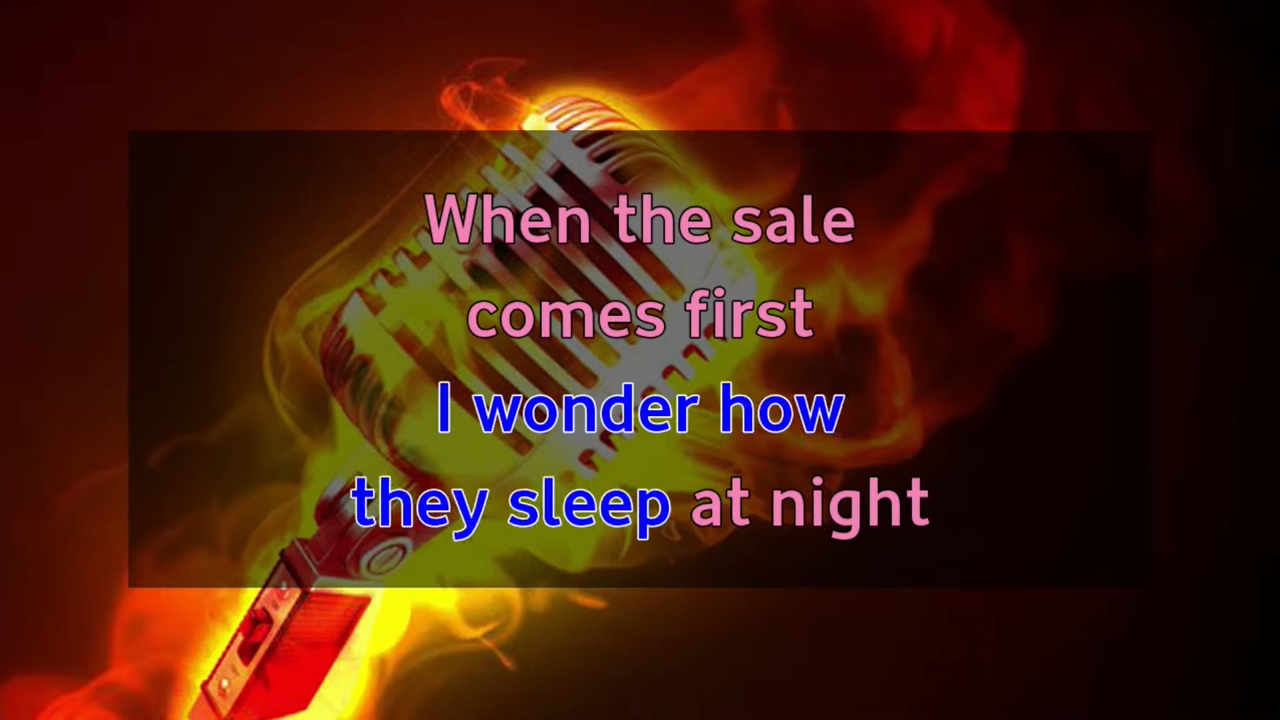 When the sale
comes first
I wonder how
they sleep at night